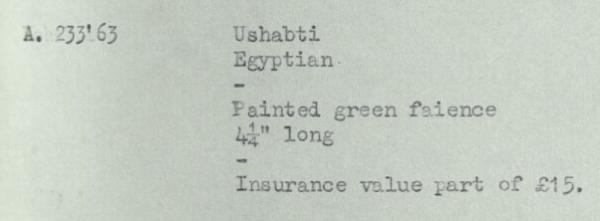 A. 233'63 Ushabti
Egyptian
-
Painted green faience
4¼" long
-
Insurance value part of £15.